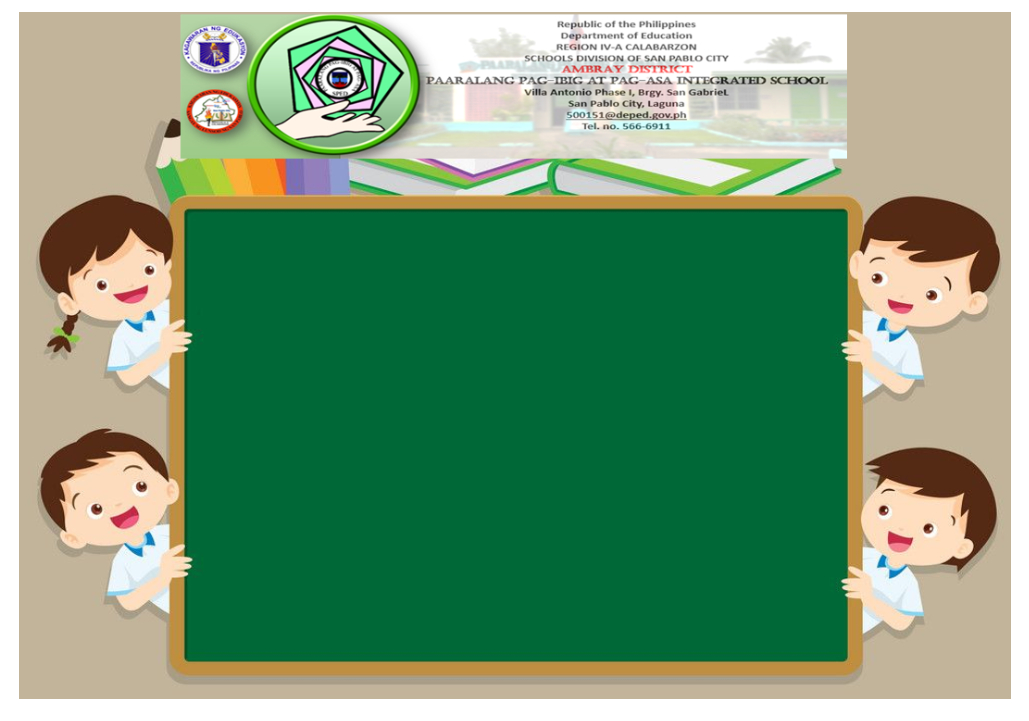 Republic of the Philippines
Department of Education
REGION IV-A CALABARZON
SCHOOLS DIVISION OF SAN PABLO CITY
AMBRAY DISTRICT
PAARALANG PAG-IBIG AT PAG-ASA INTEGRATED SCHOOL
Villa Antonio Phase I, Brgy. San GabrieL
San Pablo City, Laguna
500151@deped.gov.ph
Tel. no. 566-6911
KAGAWARAN NG EDUKASYON
SPED